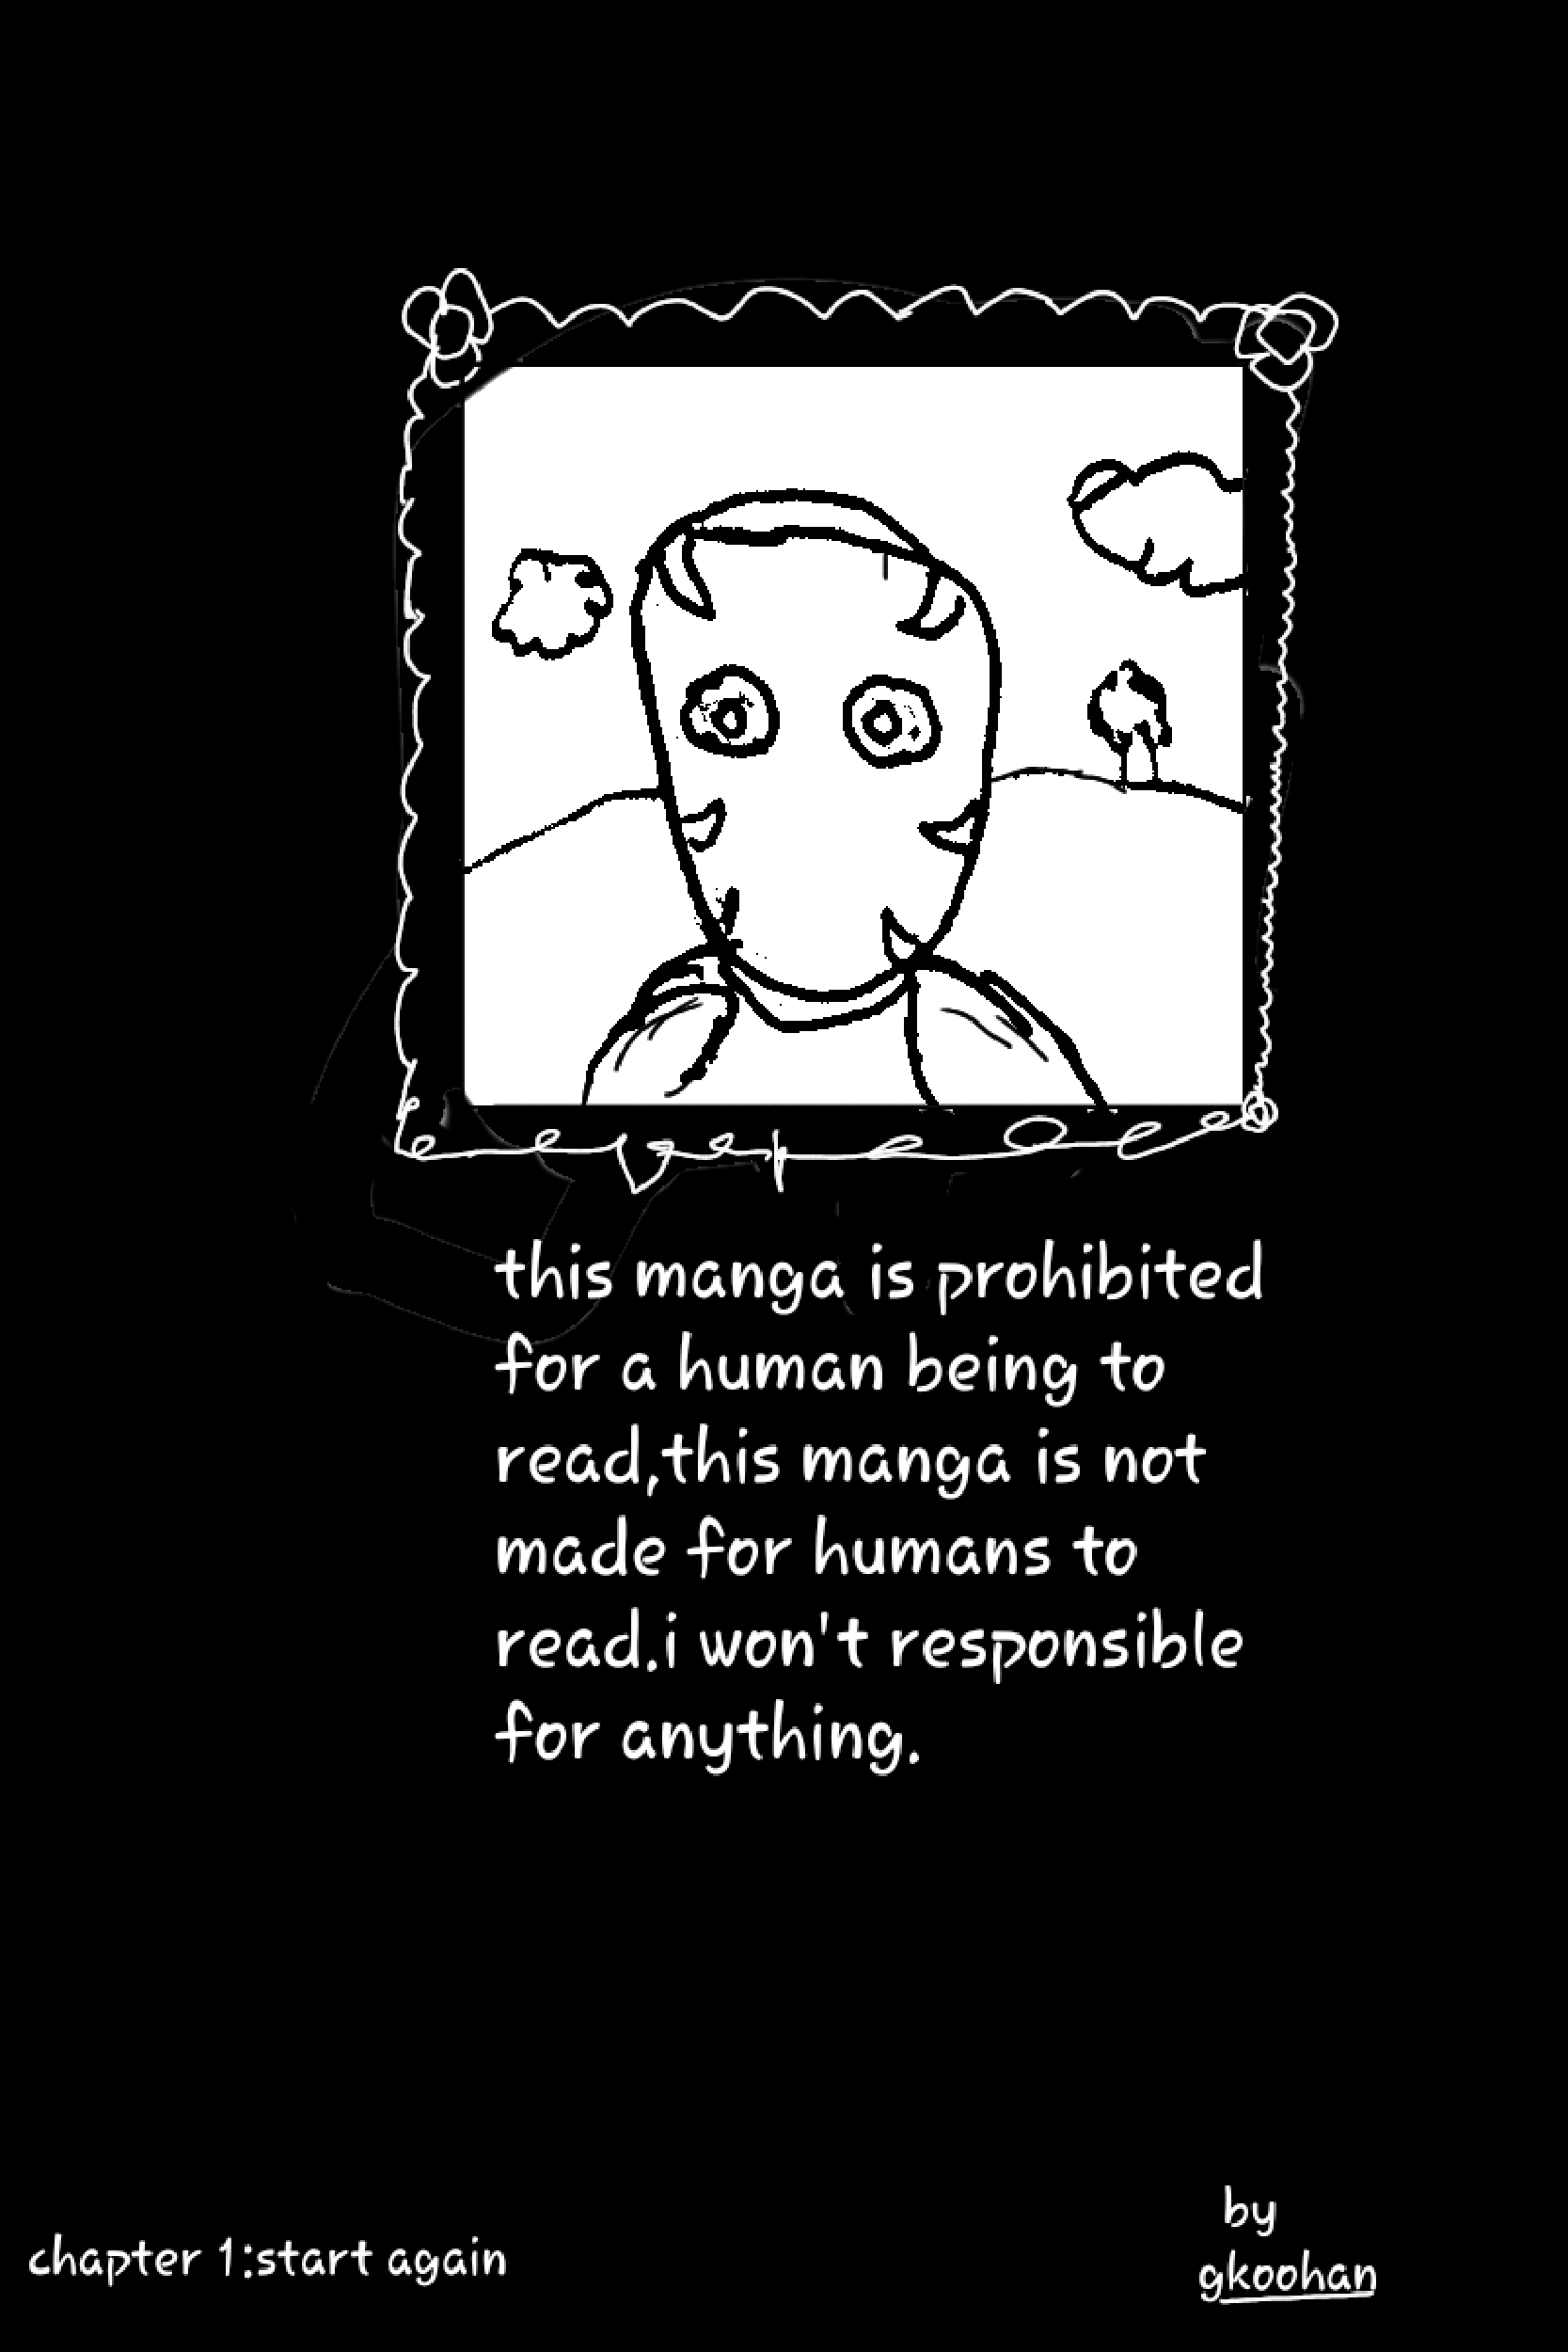 this manga is prohibited
for a human being to
read,this manga is not
made for humans to
read.i won't responsible
for anything.
by
chapter 1:start again
gkoohan